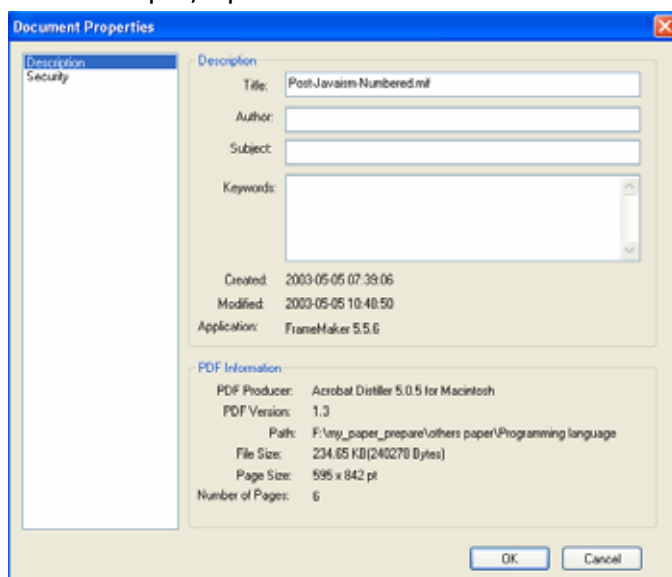 Document Properties
Description
Security
Description
Title: Post-Javaism-Numbered.mif
Author:
Subject:
Keywords:
Created: 2003-05-05 07:39:06
Modified: 2003-05-05 10:40:50
Application: FrameMaker 5.5.6
PDF Information
PDF Producer: Acrobat Distiller 5.0.5 for Macintosh
PDF Version: 1.3
Path: F:\my_paper_prepare\others paper\Programming language
File Size: 234.65 KB(240278 Bytes)
Page Size: 595 x 842 pt
Number of Pages: 6
OK Cancel